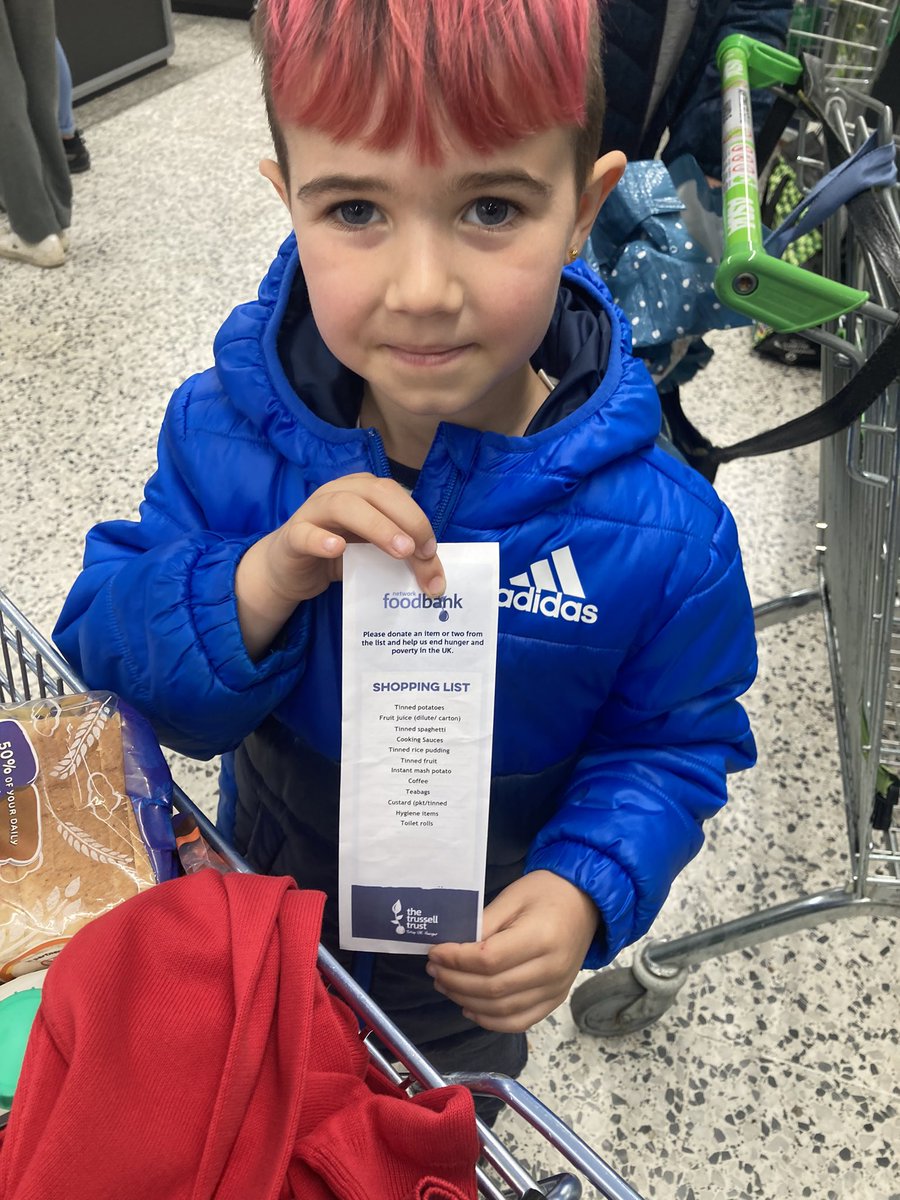 ASDA
network
foodbank
Please donate an item or two from
the list and help us end hunger and
poverty in the UK.
adidas
SHOPPING LIST
Tinned potatoes
Fruit juice (dilute/ carton)
Tinned spaghetti
Cooking Sauces
Tinned rice pudding
Tinned fruit
Instant mash potato
Coffee
Teabags
Custard (pkt/tinned
Hygiene items
Toilet rolls
50% of
YOUR DAILY
the
trussell
trust